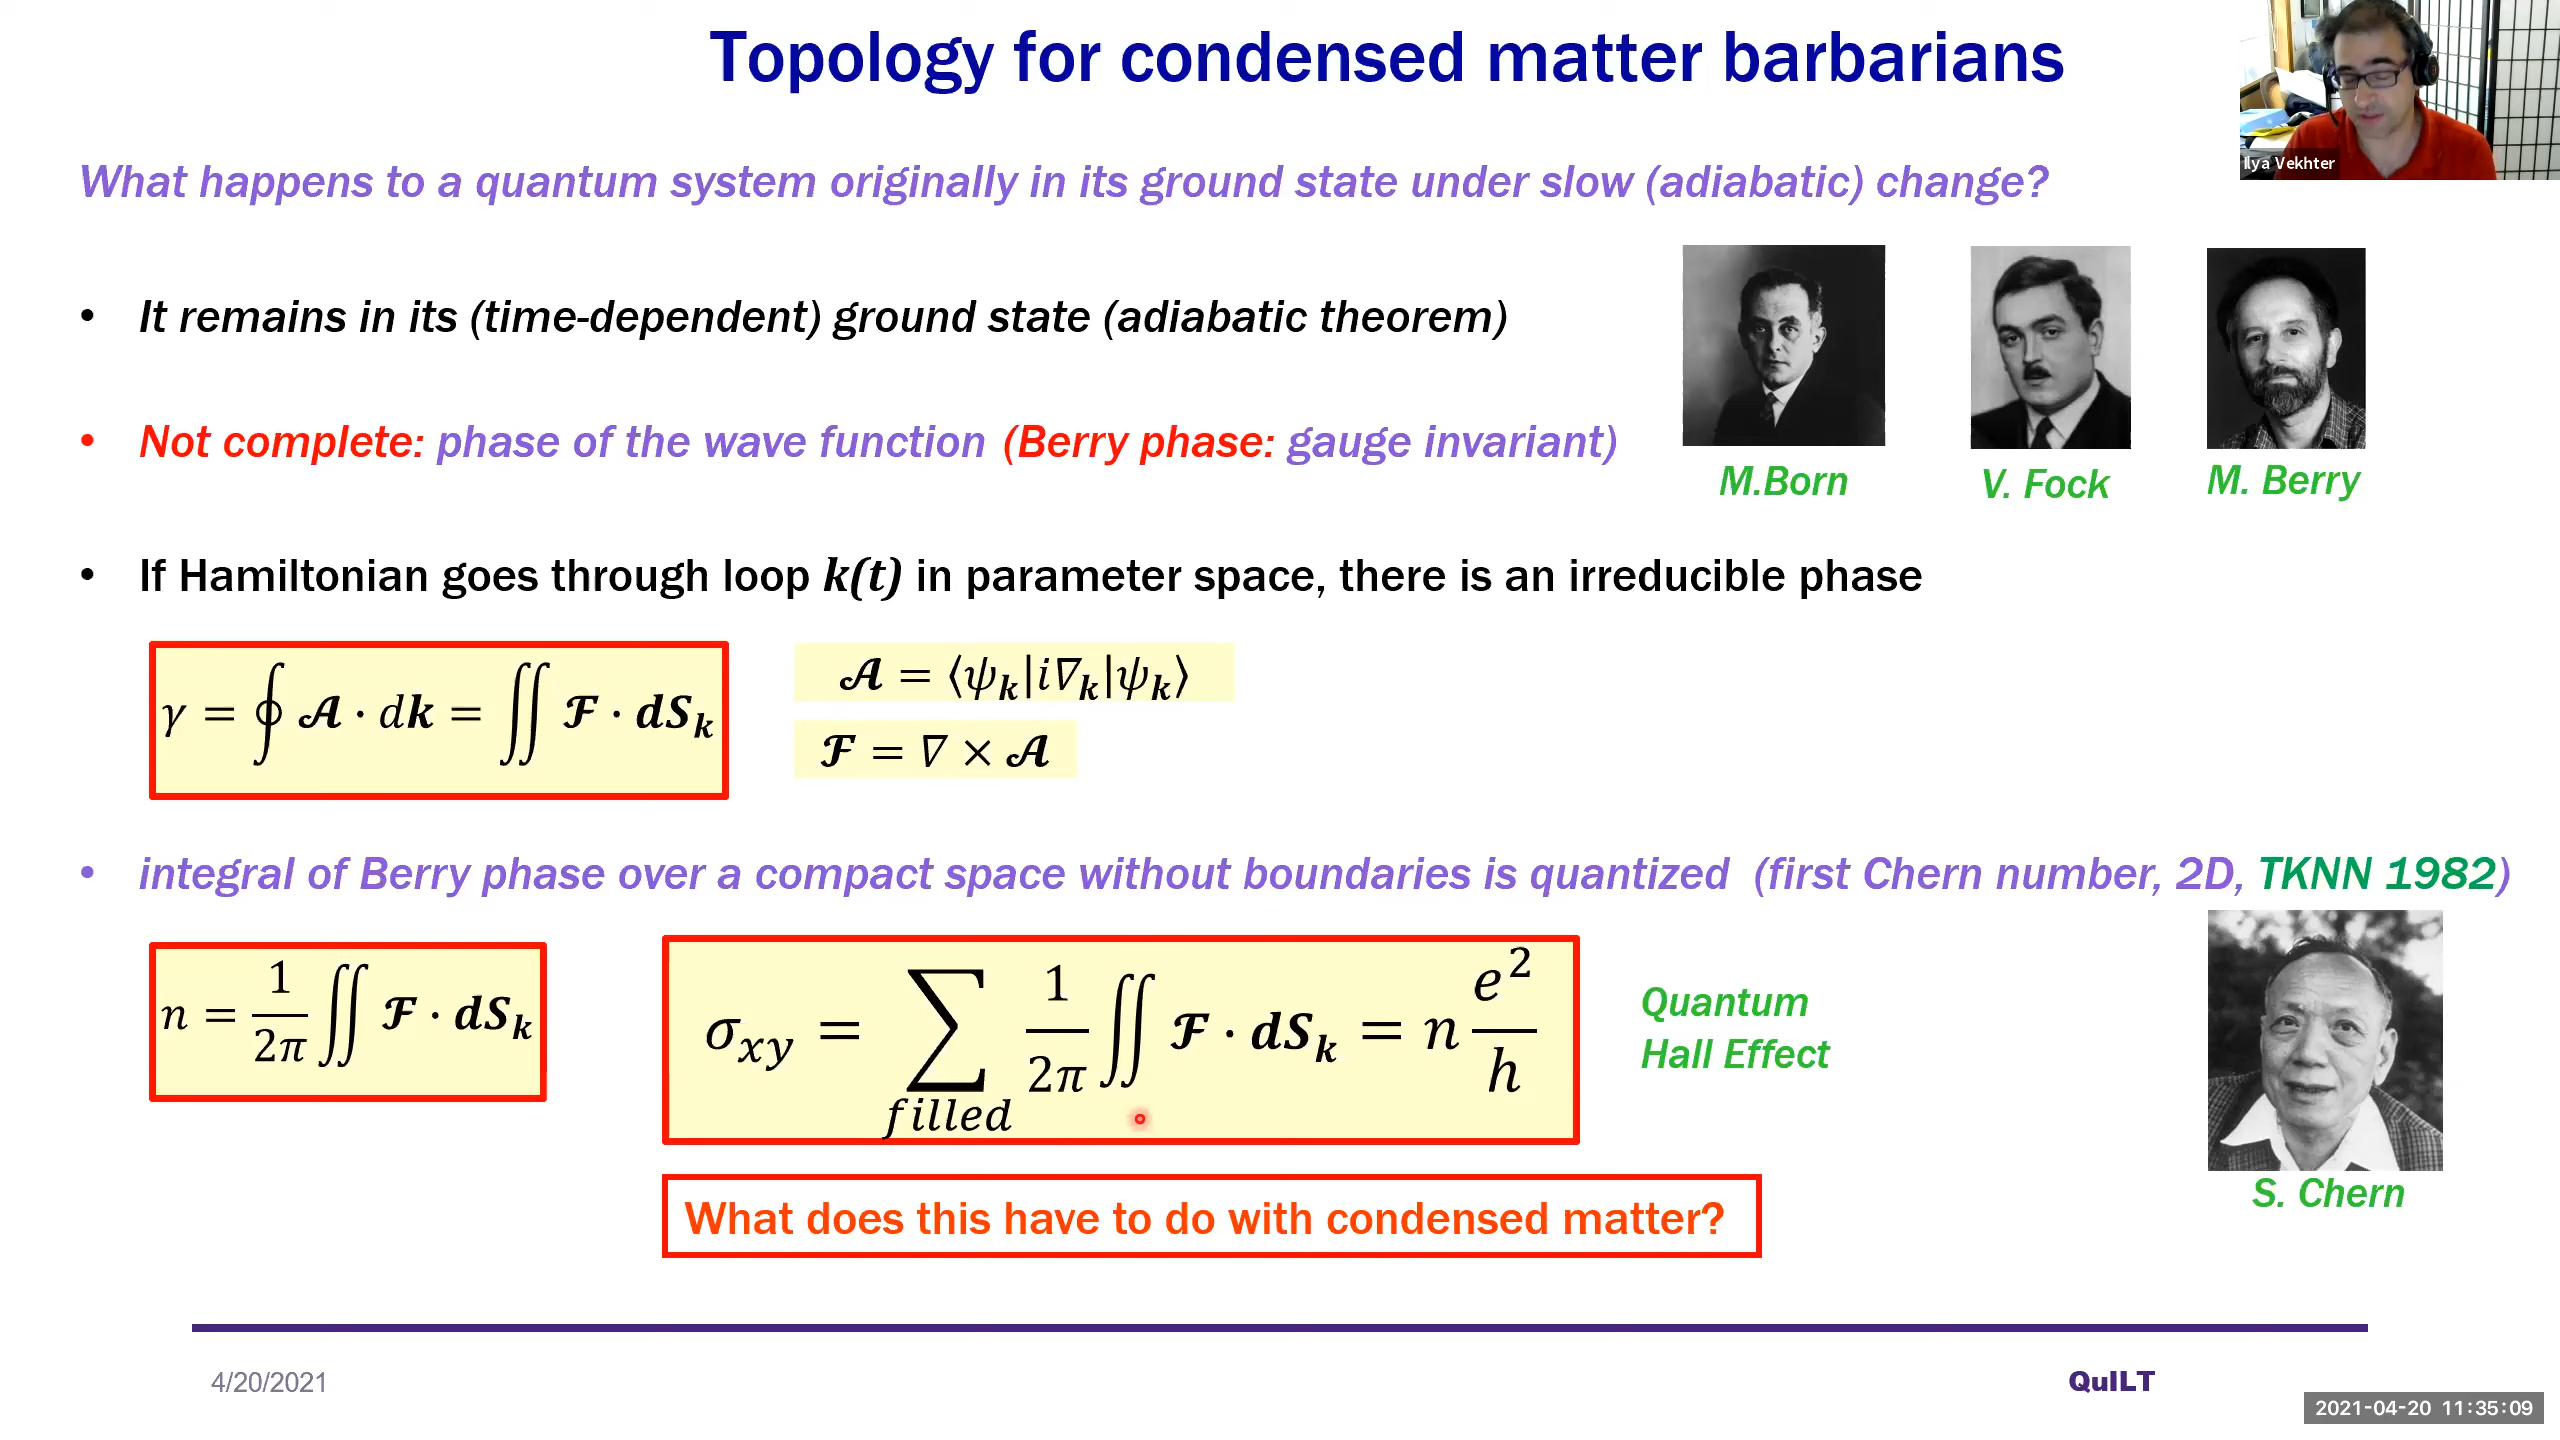 Topology for condensed matter barbarians
Ilya Vekhter
What happens to a quantum system originally in its ground state under slow (adiabatic) change?
• It remains in its (time-dependent) ground state (adiabatic theorem)
• Not complete: phase of the wave function (Berry phase: gauge invariant)
M.Born
V. Fock
M. Berry
• If Hamiltonian goes through loop k(t) in parameter space, there is an irreducible phase
γ = ∮ 𝓐 · dk = ∬ 𝓕 · dS_k
𝓐 = ⟨ψ_k|i∇_k|ψ_k⟩
𝓕 = ∇ × 𝓐
• integral of Berry phase over a compact space without boundaries is quantized (first Chern number, 2D, TKNN 1982)
n = 1/2π ∬ 𝓕 · dS_k
σ_xy = ∑_filled 1/2π ∬ 𝓕 · dS_k = n e²/h
Quantum
Hall Effect
S. Chern
What does this have to do with condensed matter?
4/20/2021
QuILT
2021-04-20 11:35:09